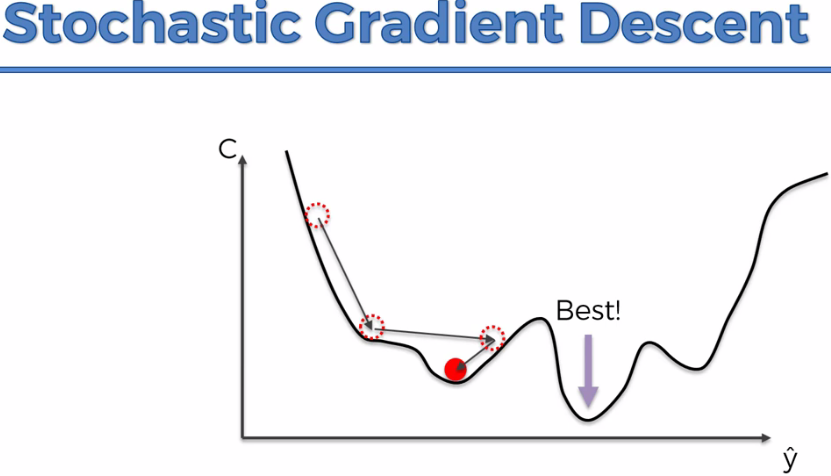 Stochastic Gradient Descent
C
Best!
ŷ